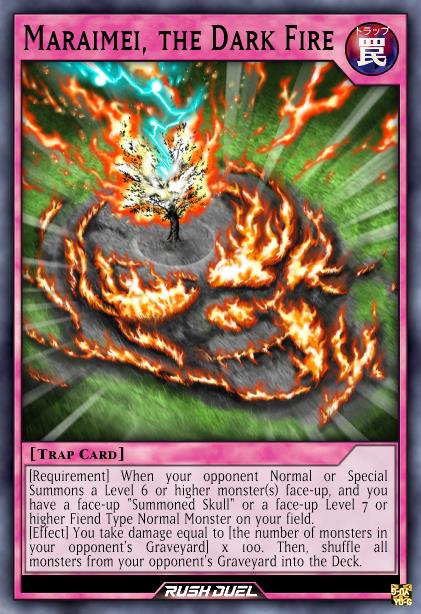 Maraimei, the Dark Fire
トラップ
罠
[Trap Card]
[Requirement] When your opponent Normal or Special
Summons a Level 6 or higher monster(s) face-up, and you
have a face-up "Summoned Skull" or a face-up Level 7 or
higher Fiend Type Normal Monster on your field.
[Effect] You take damage equal to [the number of monsters
in your opponent's Graveyard] x 100. Then, shuffle all
monsters from your opponent's Graveyard into the Deck.
RUSH DUEL